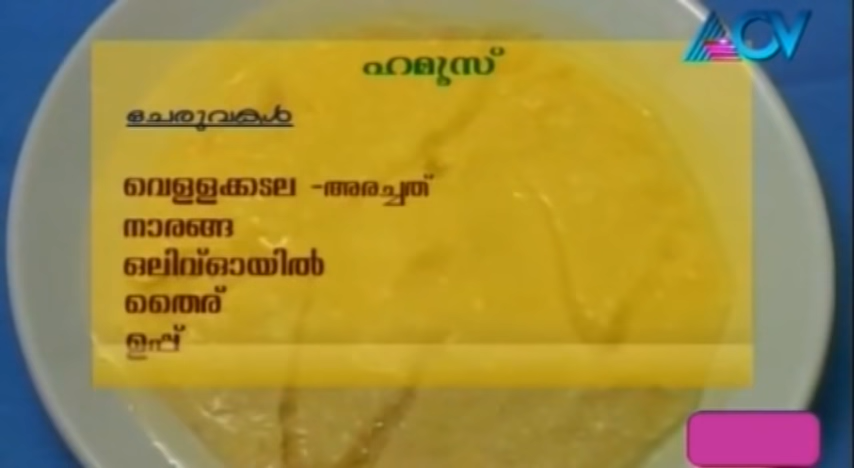 ACV
ഹമുസ്
ചേരുവകൾ
വെള്ളക്കടല -അരച്ചത്
നാരങ്ങ
ഒലിവ്ഓയിൽ
തൈര്
ഉപ്പ്